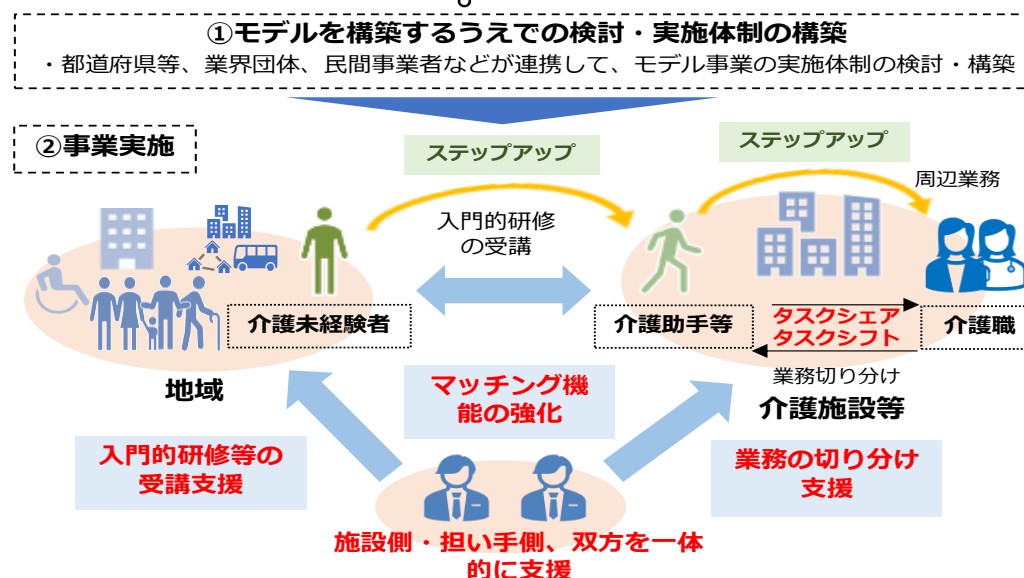 ①モデルを構築するうえでの検討・実施体制の構築
・都道府県等、業界団体、民間事業者などが連携して、モデル事業の実施体制の検討・構築
②事業実施
ステップアップ
ステップアップ
周辺業務
入門的研修
の受講
介護未経験者
介護助手等
タスクシェア
タスクシフト
介護職
地域
業務切り分け
介護施設等
マッチング機
能の強化
入門的研修等の
受講支援
業務の切り分け
支援
施設側・担い手側、双方を一体
的に支援